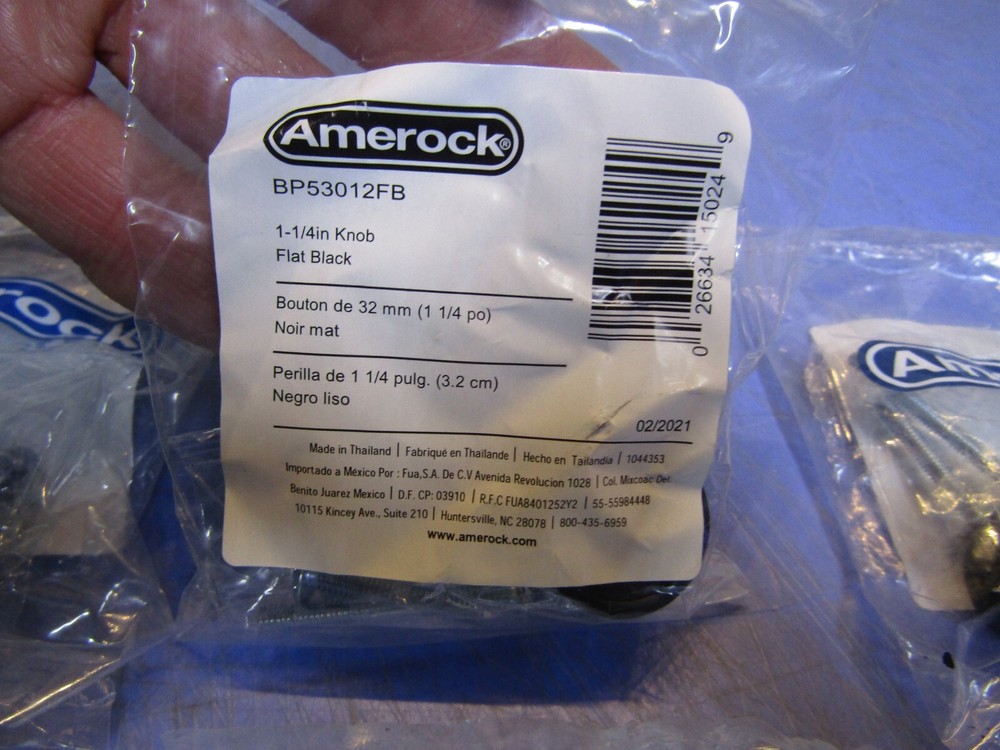 Amerock®
BP53012FB
1-1/4in Knob
Flat Black
Bouton de 32 mm (1 1/4 po)
Noir mat
Perilla de 1 1/4 pulg. (3.2 cm)
Negro liso
02/2021
Made in Thailand | Fabriqué en Thaïlande | Hecho en Tailandia | 1044353
Importado a México Por : Fua,S.A. De C.V Avenida Revolucion 1028 | Col. Mixcoac Del.
Benito Juarez Mexico | D.F. CP: 03910 | R.F.C FUA8401252Y2 | 55-55984448
10115 Kincey Ave., Suite 210 | Huntersville, NC 28078 | 800-435-6959
www.amerock.com
0 26634 15024 9
rock
Am